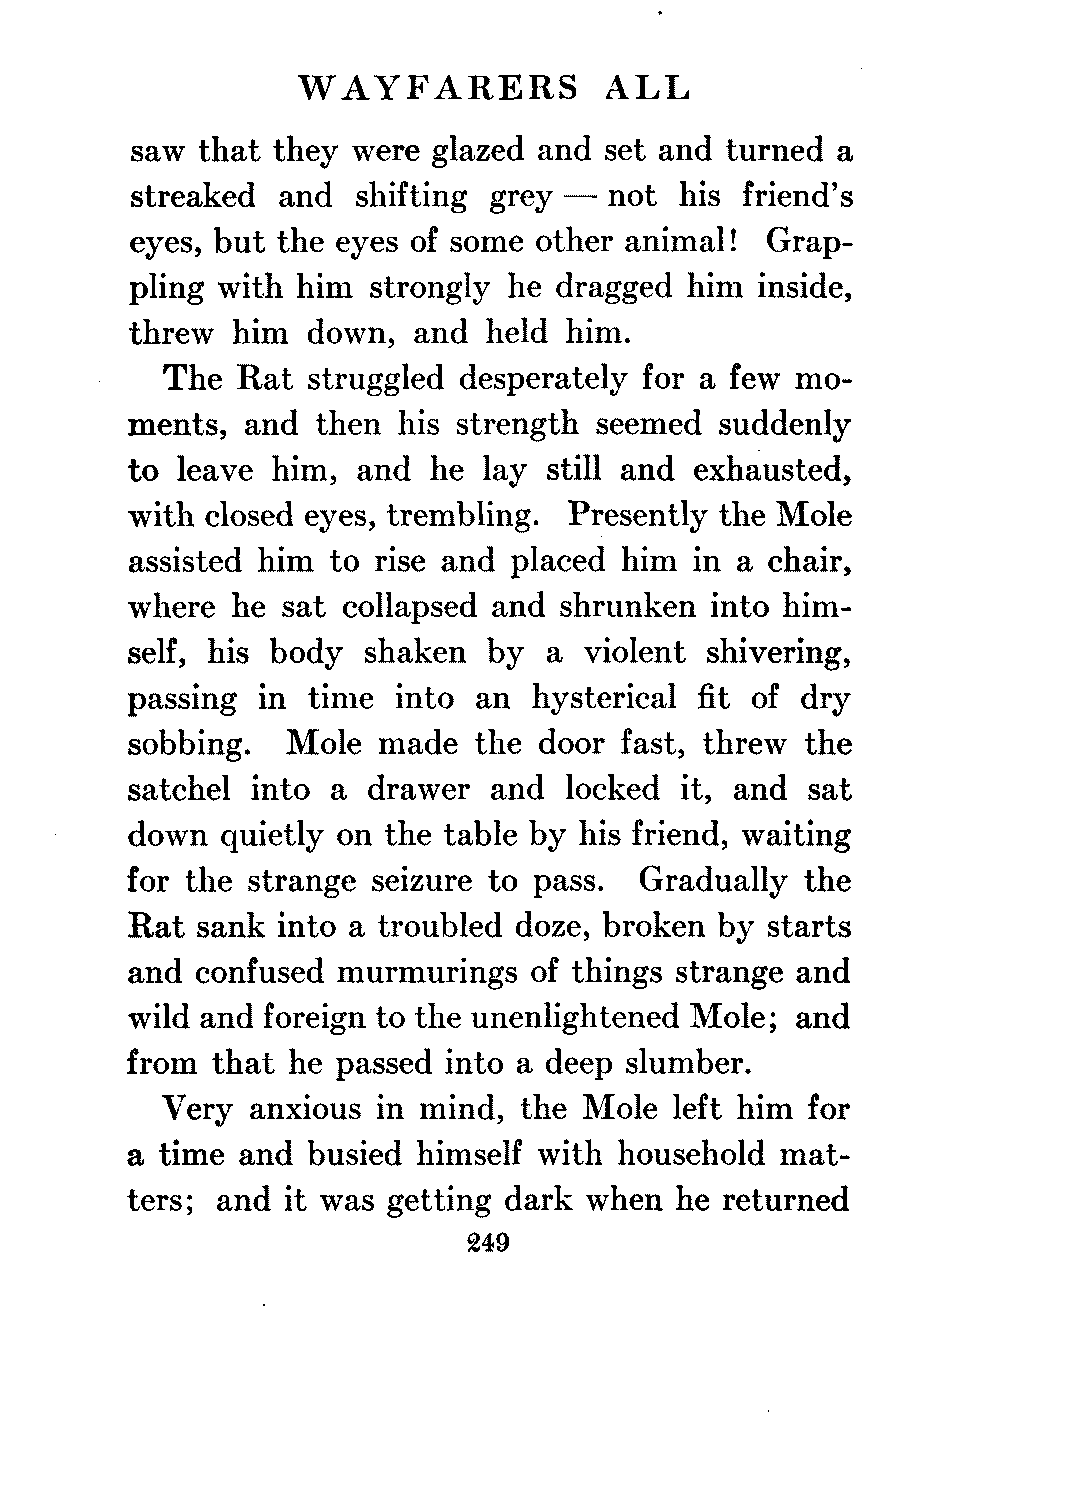 WAYFARERS ALL
saw that they were glazed and set and turned a
streaked and shifting grey — not his friend's
eyes, but the eyes of some other animal! Grap-
pling with him strongly he dragged him inside,
threw him down, and held him.
The Rat struggled desperately for a few mo-
ments, and then his strength seemed suddenly
to leave him, and he lay still and exhausted,
with closed eyes, trembling. Presently the Mole
assisted him to rise and placed him in a chair,
where he sat collapsed and shrunken into him-
self, his body shaken by a violent shivering,
passing in time into an hysterical fit of dry
sobbing. Mole made the door fast, threw the
satchel into a drawer and locked it, and sat
down quietly on the table by his friend, waiting
for the strange seizure to pass. Gradually the
Rat sank into a troubled doze, broken by starts
and confused murmurings of things strange and
wild and foreign to the unenlightened Mole; and
from that he passed into a deep slumber.
Very anxious in mind, the Mole left him for
a time and busied himself with household mat-
ters; and it was getting dark when he returned
249